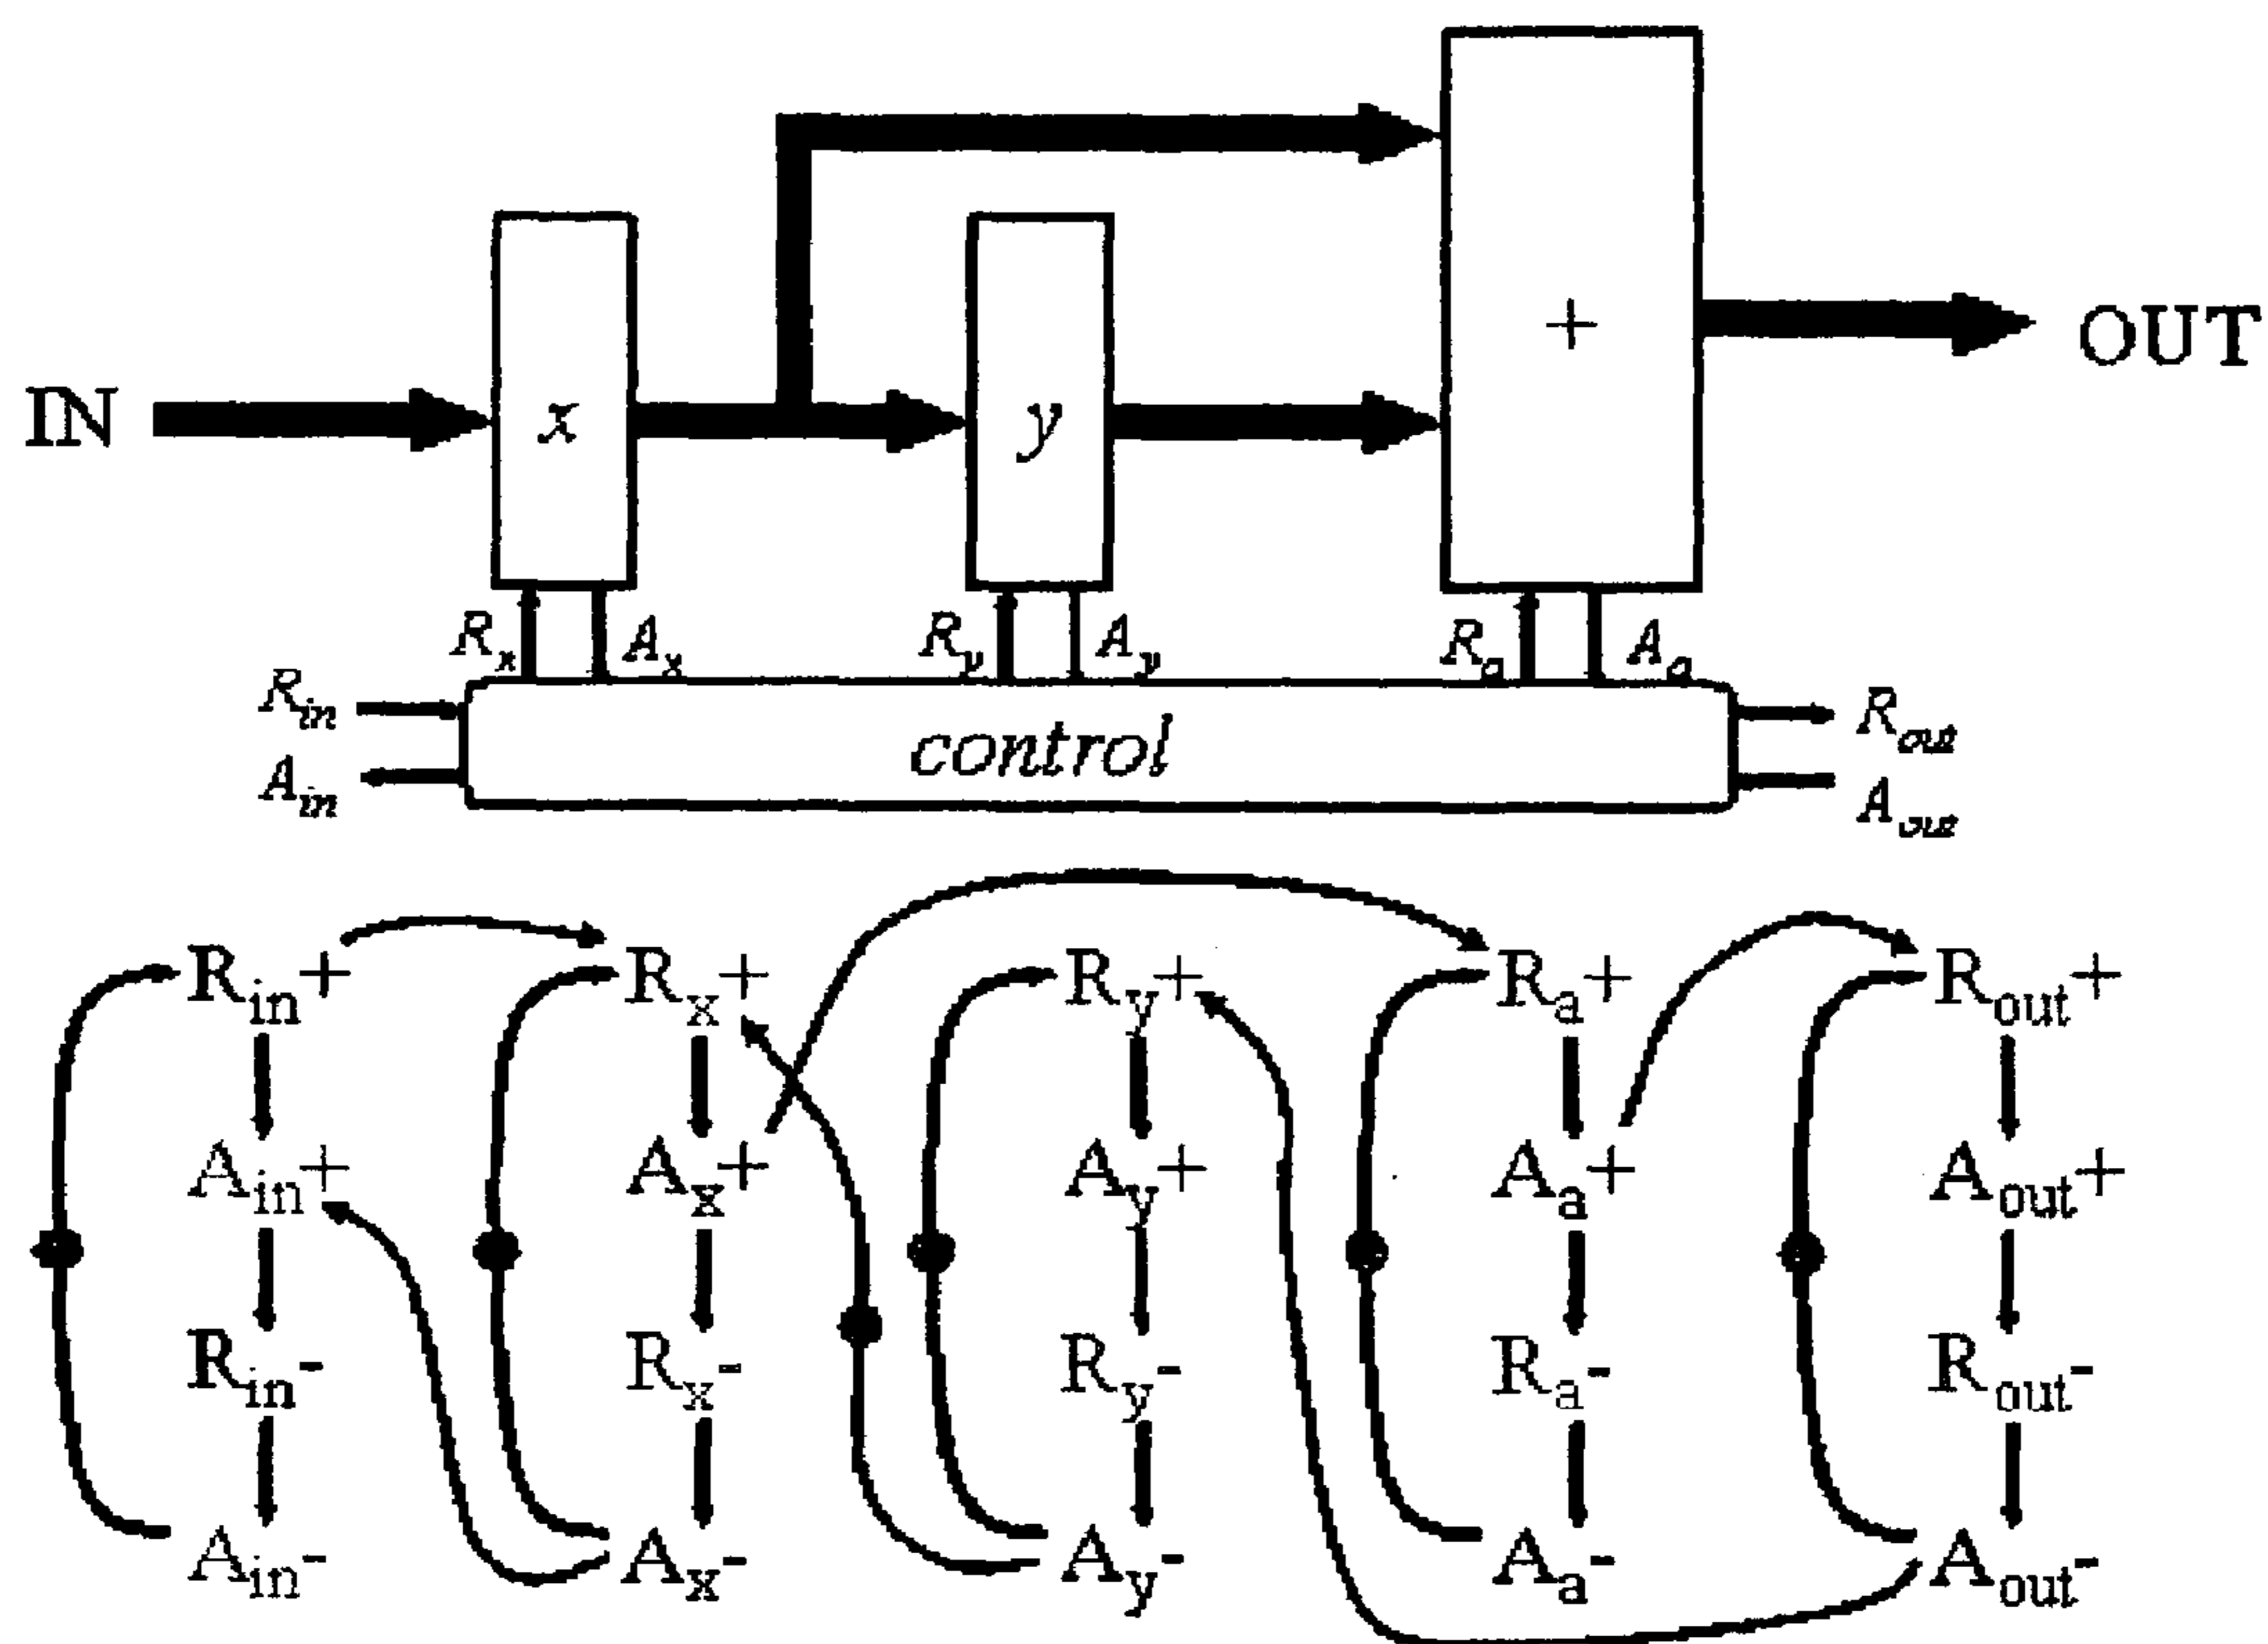 +
OUT
IN x y
Rx Ax Ry Ay Ra Aa
Rin Rout
control
Ain Aout
Rin+ Rx+ Ry+ Ra+ Rout+
Ain+ Ax+ Ay+ Aa+ Aout+
Rin- Rx- Ry- Ra- Rout-
Ain- Ax- Ay- Aa- Aout-